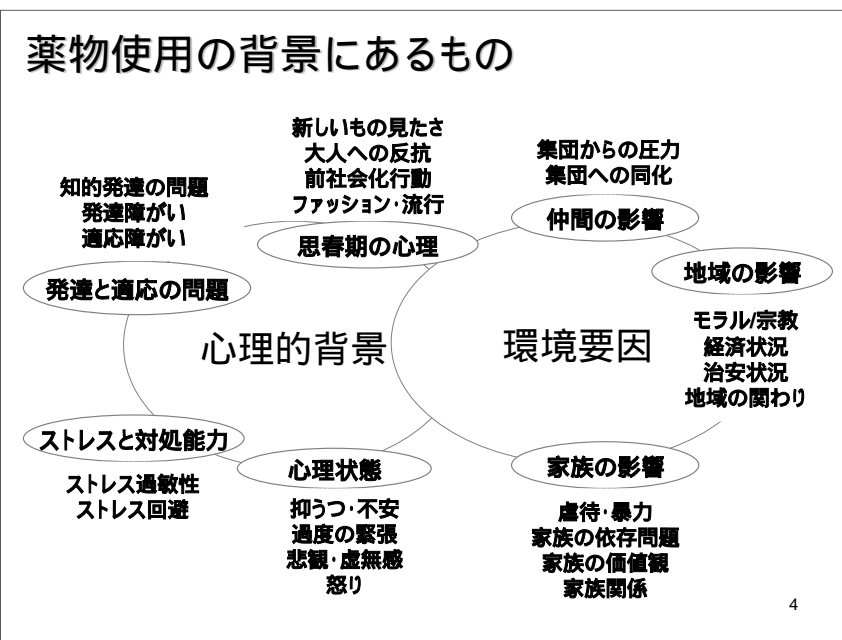 薬物使用の背景にあるもの
新しいもの見たさ
大人への反抗
前社会化行動
ファッション・流行
思春期の心理
集団からの圧力
集団への同化
仲間の影響
知的発達の問題
発達障がい
適応障がい
発達と適応の問題
地域の影響
モラル/宗教
経済状況
治安状況
地域の関わり
心理的背景
環境要因
ストレスと対処能力
ストレス過敏性
ストレス回避
心理状態
抑うつ・不安
過度の緊張
悲観・虚無感
怒り
家族の影響
虐待・暴力
家族の依存問題
家族の価値観
家族関係
4